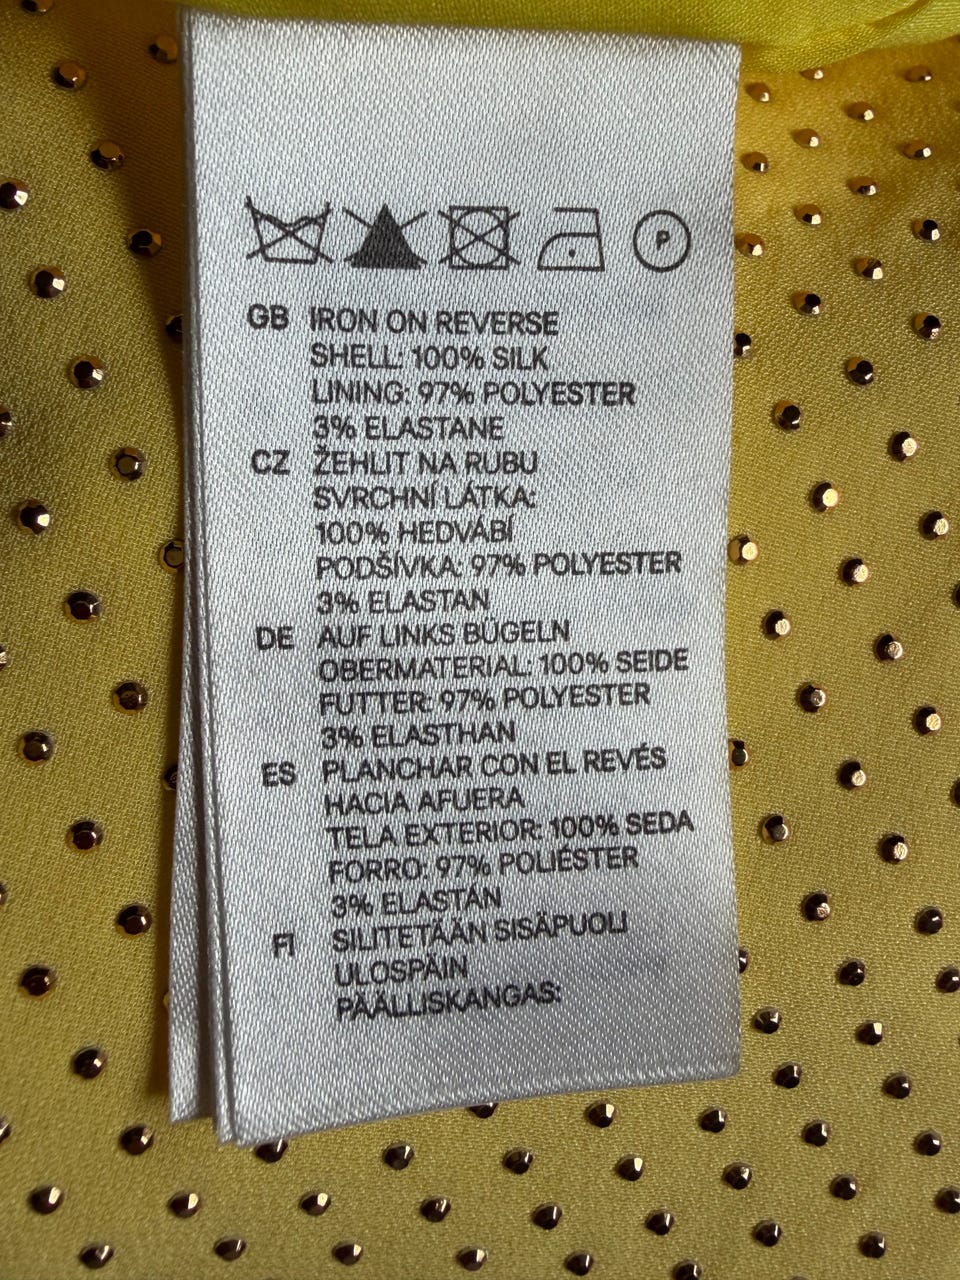 P
GB IRON ON REVERSE
SHELL: 100% SILK
LINING: 97% POLYESTER
3% ELASTANE
CZ ŽEHLIT NA RUBU
SVRCHNÍ LÁTKA:
100% HEDVÁBÍ
PODŠÍVKA: 97% POLYESTER
3% ELASTAN
DE AUF LINKS BÜGELN
OBERMATERIAL: 100% SEIDE
FUTTER: 97% POLYESTER
3% ELASTHAN
ES PLANCHAR CON EL REVÉS
HACIA AFUERA
TELA EXTERIOR: 100% SEDA
FORRO: 97% POLIÉSTER
3% ELASTÁN
FI SILITETÄÄN SISÄPUOLI
ULOSPÄIN
PÄÄLLISKANGAS: